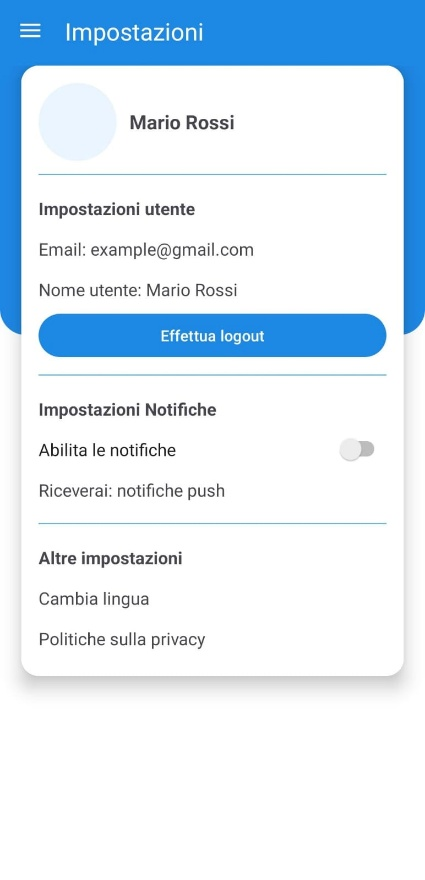 Impostazioni
Mario Rossi
Impostazioni utente
Email: example@gmail.com
Nome utente: Mario Rossi
Effettua logout
Impostazioni Notifiche
Abilita le notifiche
Riceverai: notifiche push
Altre impostazioni
Cambia lingua
Politiche sulla privacy